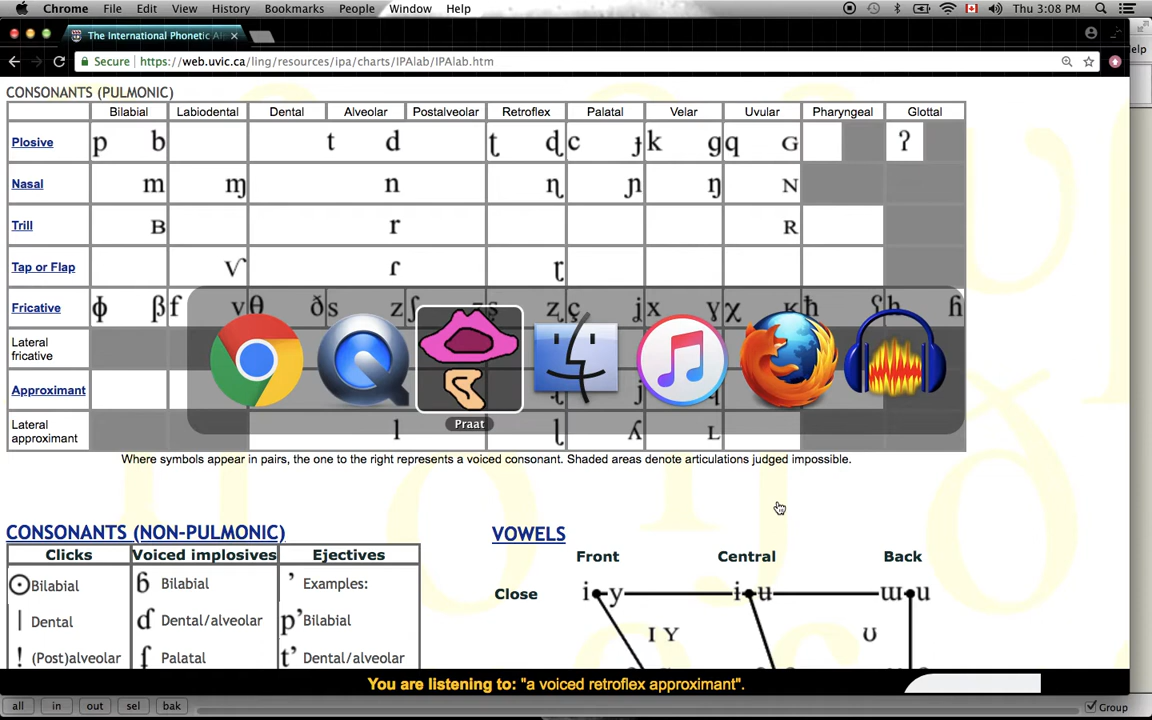 Chrome File Edit View History Bookmarks People Window Help Thu 3:08 PM
The International Phonetic Al
Secure https://web.uvic.ca/ling/resources/ipa/charts/IPAlab/IPAlab.htm
elp
CONSONANTS (PULMONIC)
Bilabial Labiodental Dental Alveolar Postalveolar Retroflex Palatal Velar Uvular Pharyngeal Glottal
Plosive p b t d ʈ ɖ c ɟ k g q ɢ ʔ
Nasal m ɱ n ɳ ɲ ŋ ɴ
Trill ʙ r ʀ
Tap or Flap ⱱ ɾ ɽ
Fricative ɸ β f v θ ð s z ʃ ʂ ʐ ç ʝ x ɣ χ ʁ ħ ʕ h ɦ
Lateral
fricative
Approximant j
Praat
Lateral
approximant l ɭ ʎ ʟ
Where symbols appear in pairs, the one to the right represents a voiced consonant. Shaded areas denote articulations judged impossible.
CONSONANTS (NON-PULMONIC)
Clicks Voiced implosives Ejectives
ʘ Bilabial ɓ Bilabial ʼ Examples:
ǀ Dental ɗ Dental/alveolar pʼ Bilabial
ǃ (Post)alveolar ʄ Palatal tʼ Dental/alveolar
VOWELS
Front Central Back
Close i y ɨ ʉ ɯ u
ɪ ʏ ʊ
You are listening to: "a voiced retroflex approximant".
all in out sel bak Group